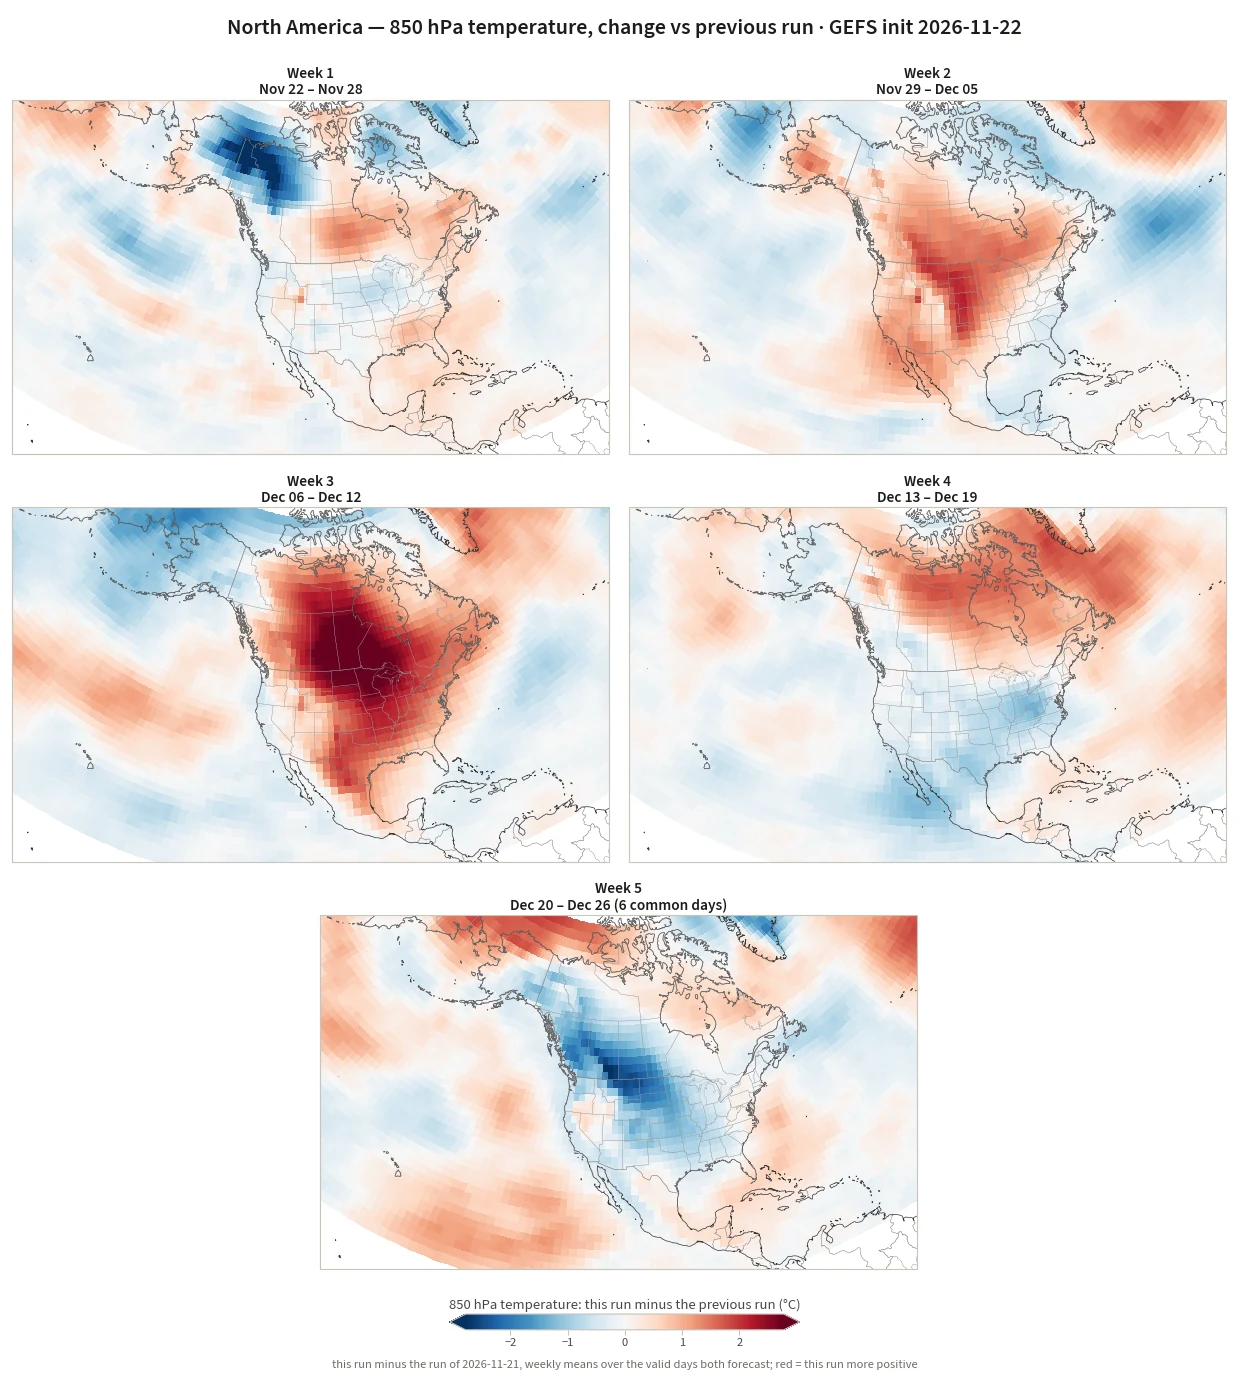 North America — 850 hPa temperature, change vs previous run · GEFS init 2026-11-22
Week 1
Nov 22 – Nov 28
Week 2
Nov 29 – Dec 05
Week 3
Dec 06 – Dec 12
Week 4
Dec 13 – Dec 19
Week 5
Dec 20 – Dec 26 (6 common days)
850 hPa temperature: this run minus the previous run (°C)
−2 −1 0 1 2
this run minus the run of 2026-11-21, weekly means over the valid days both forecast; red = this run more positive